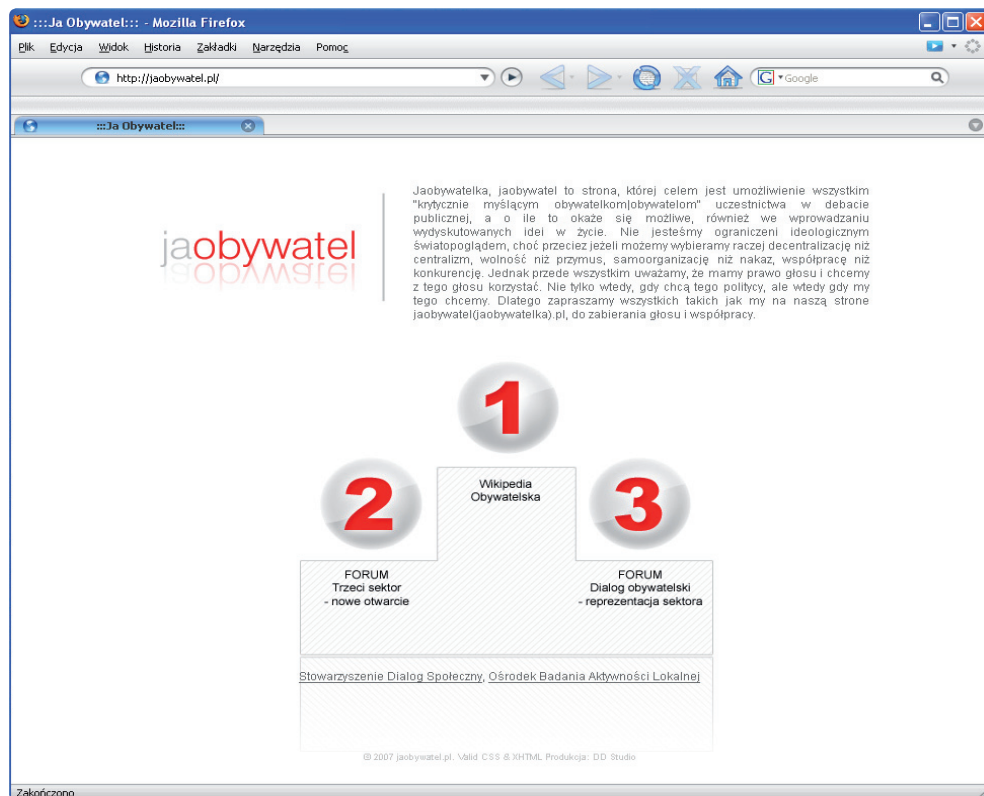 :::Ja Obywatel::: - Mozilla Firefox
Plik Edycja Widok Historia Zakładki Narzędzia Pomoc
http://jaobywatel.pl/
G Google
:::Ja Obywatel:::
jaobywatel
Jaobywatelka, jaobywatel to strona, której celem jest umożliwienie wszystkim
"krytycznie myślącym obywatelkom|obywatelom" uczestnictwa w debacie
publicznej, a o ile to okaże się możliwe, również we wprowadzaniu
wydyskutowanych idei w życie. Nie jesteśmy ograniczeni ideologicznym
światopoglądem, choć przecież jeżeli możemy wybieramy raczej decentralizację niż
centralizm, wolność niż przymus, samoorganizację niż nakaz, współpracę niż
konkurencję. Jednak przede wszystkim uważamy, że mamy prawo głosu i chcemy
z tego głosu korzystać. Nie tylko wtedy, gdy chcą tego politycy, ale wtedy gdy my
tego chcemy. Dlatego zapraszamy wszystkich takich jak my na naszą strone
jaobywatel(jaobywatelka).pl, do zabierania głosu i współpracy.
1
Wikipedia
Obywatelska
2
FORUM
Trzeci sektor
- nowe otwarcie
3
FORUM
Dialog obywatelski
- reprezentacja sektora
Stowarzyszenie Dialog Społeczny, Ośrodek Badania Aktywności Lokalnej
© 2007 jaobywatel.pl. Valid CSS & XHTML Produkcja: DD Studio
Zakończono